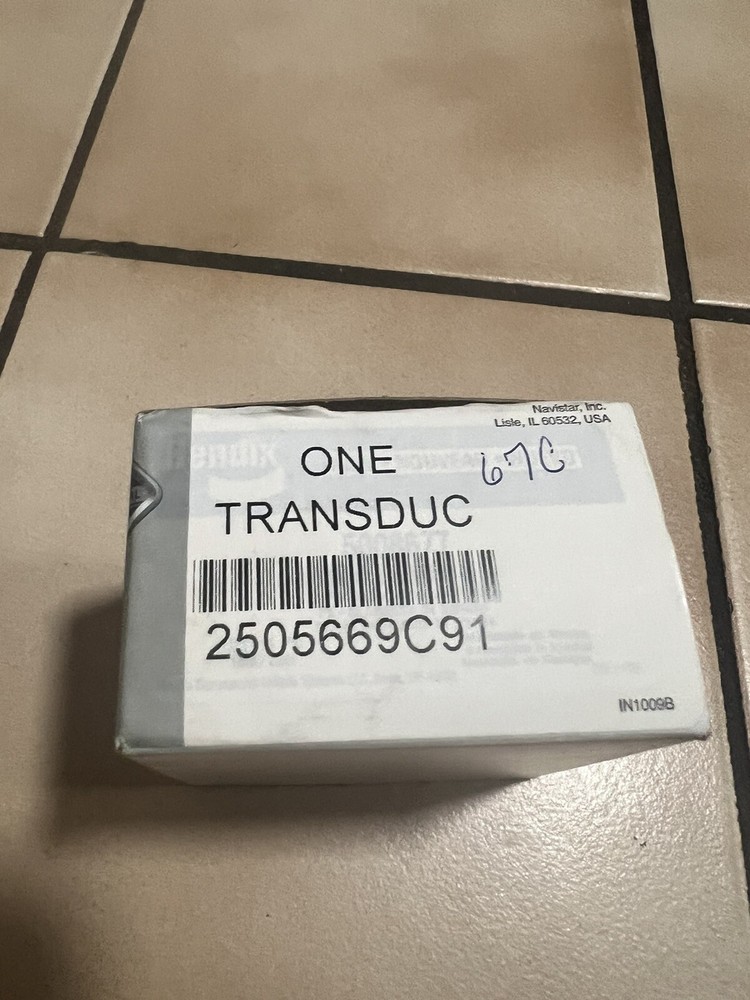 Navistar, Inc.
Lisle, IL 60532, USA
ONE
67C
TRANSDUC
2505669C91
IN1009B